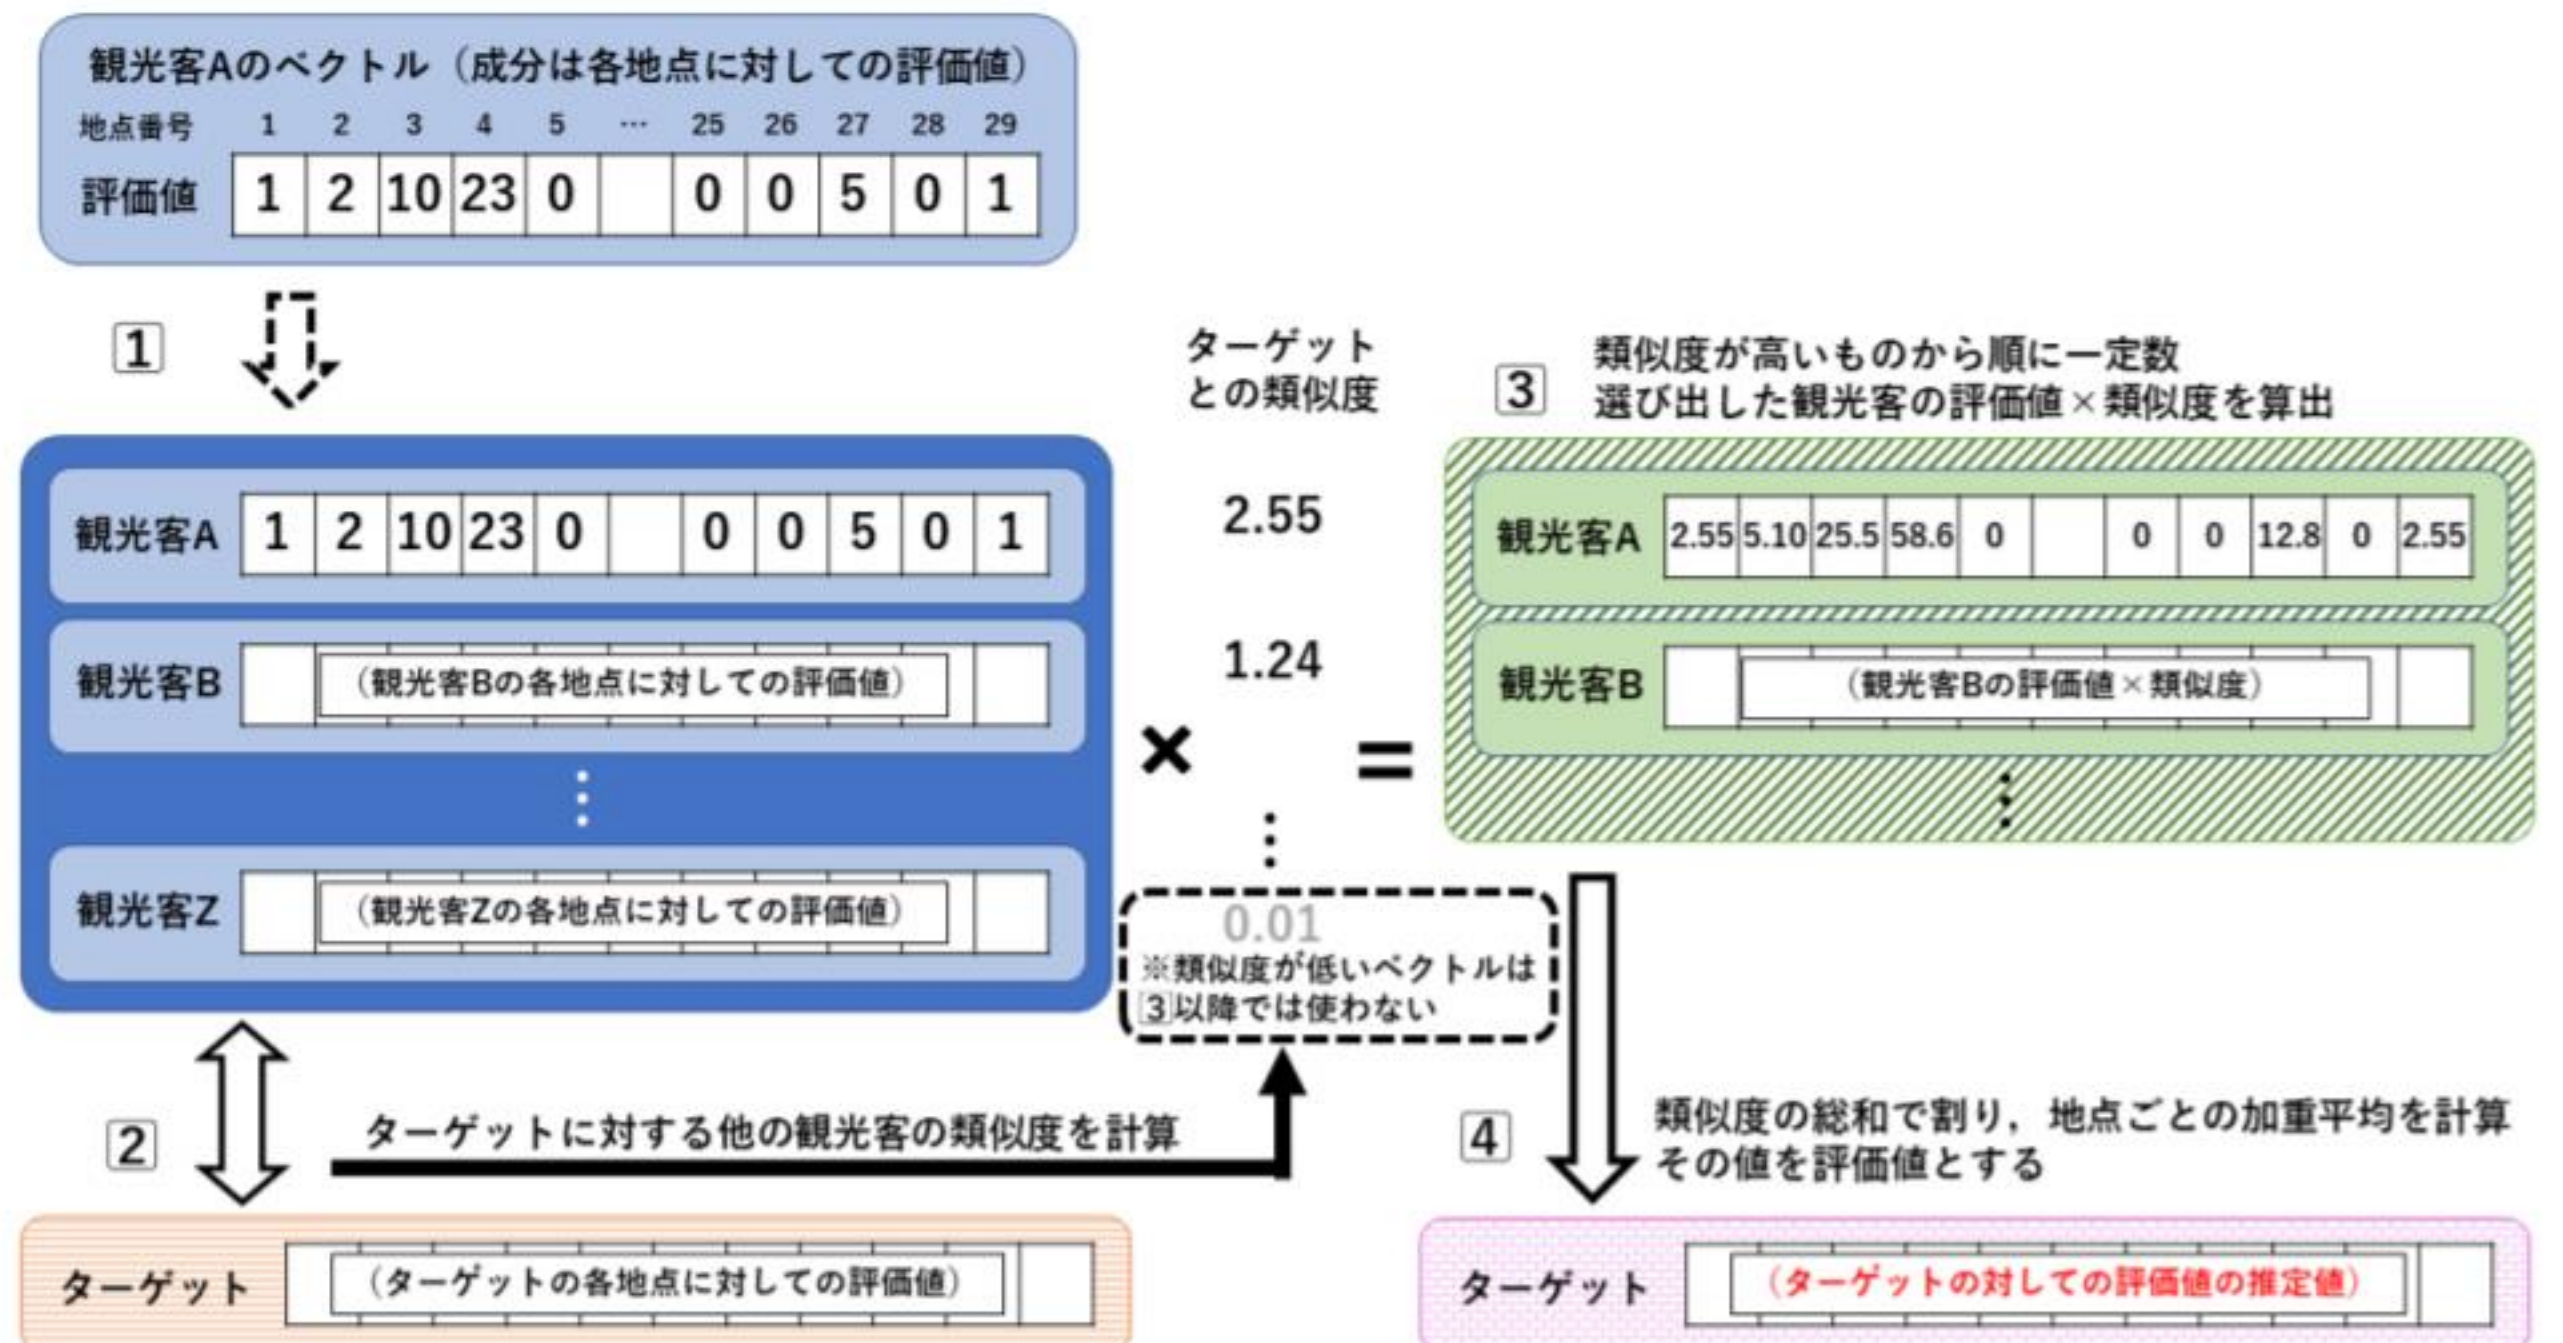 観光客Aのベクトル（成分は各地点に対しての評価値）
地点番号 1 2 3 4 5 … 25 26 27 28 29
評価値 1 2 10 23 0 0 0 5 0 1
1
ターゲット
との類似度
3
類似度が高いものから順に一定数
選び出した観光客の評価値×類似度を算出
観光客A 1 2 10 23 0 0 0 5 0 1
2.55
観光客A 2.55 5.10 25.5 58.6 0 0 0 12.8 0 2.55
観光客B （観光客Bの各地点に対しての評価値）
1.24
観光客B （観光客Bの評価値×類似度）
⋮
× ＝
⋮
⋮
観光客Z （観光客Zの各地点に対しての評価値）
0.01
※類似度が低いベクトルは
3以降では使わない
2
ターゲットに対する他の観光客の類似度を計算
4
類似度の総和で割り，地点ごとの加重平均を計算
その値を評価値とする
ターゲット （ターゲットの各地点に対しての評価値）
ターゲット （ターゲットの対しての評価値の推定値）